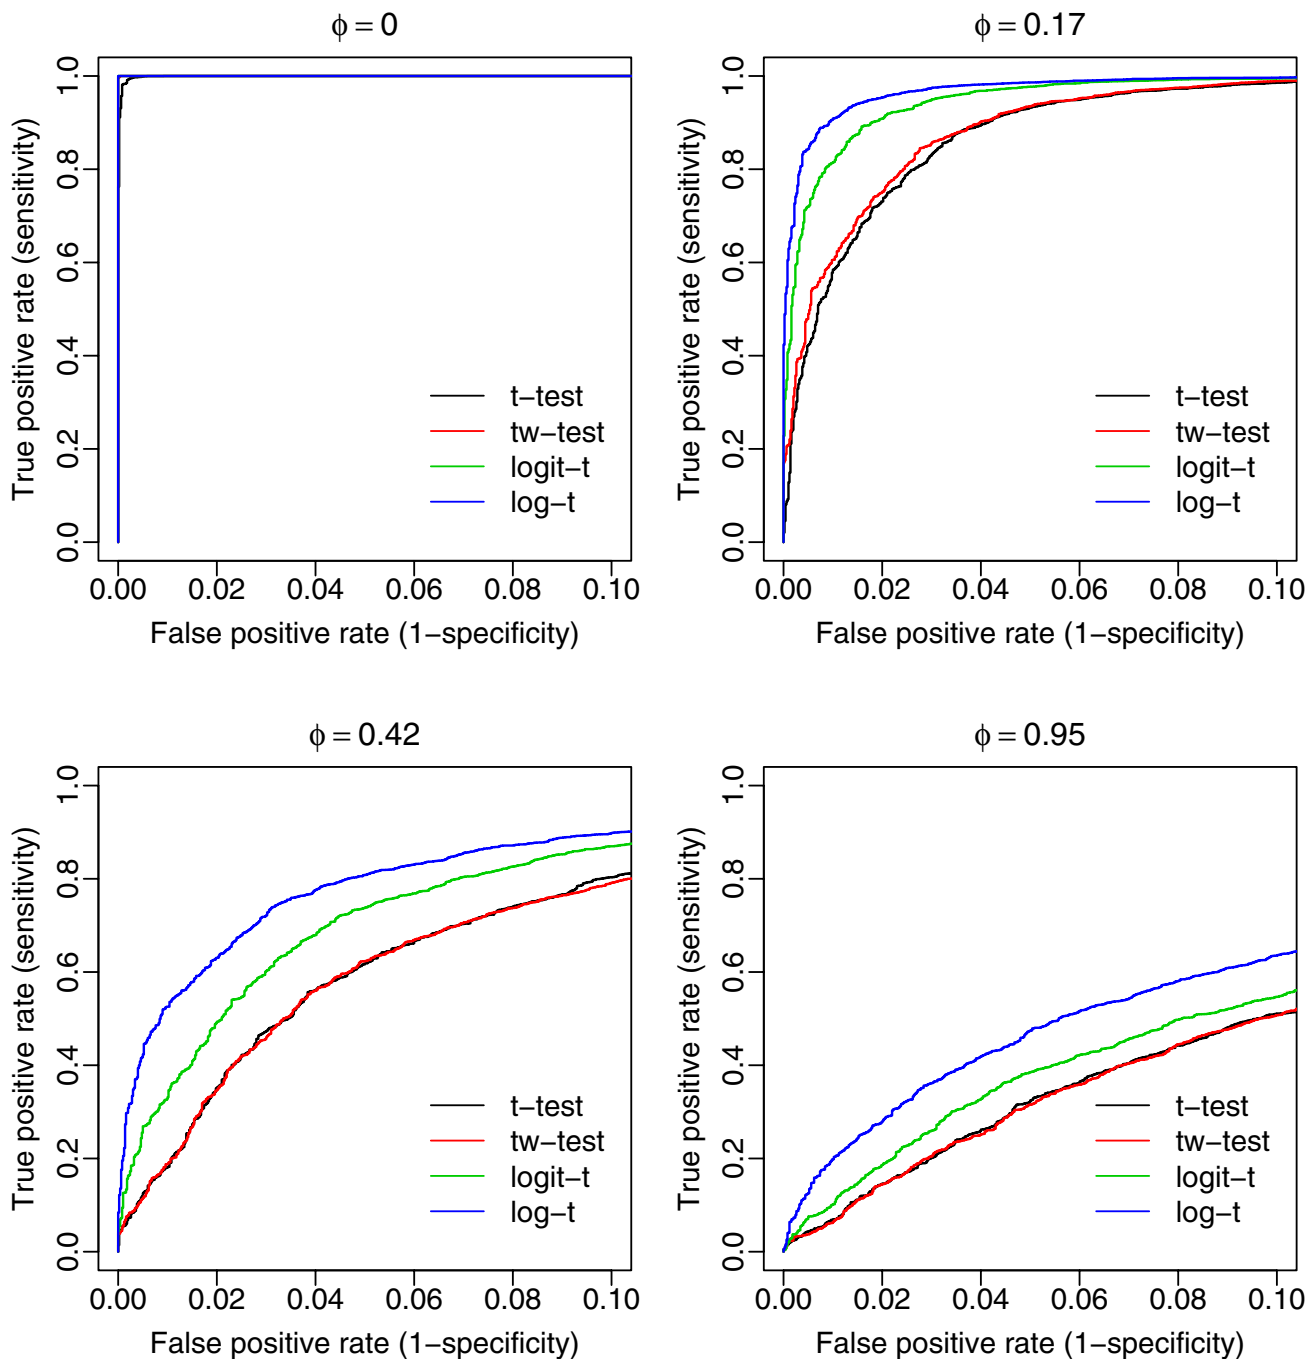 ϕ = 0
True positive rate (sensitivity)
1.0
0.8
0.6
0.4
0.2
0.0
t−test
tw−test
logit−t
log−t
0.00 0.02 0.04 0.06 0.08 0.10
False positive rate (1−specificity)
ϕ = 0.17
True positive rate (sensitivity)
1.0
0.8
0.6
0.4
0.2
0.0
t−test
tw−test
logit−t
log−t
0.00 0.02 0.04 0.06 0.08 0.10
False positive rate (1−specificity)
ϕ = 0.42
True positive rate (sensitivity)
1.0
0.8
0.6
0.4
0.2
0.0
t−test
tw−test
logit−t
log−t
0.00 0.02 0.04 0.06 0.08 0.10
False positive rate (1−specificity)
ϕ = 0.95
True positive rate (sensitivity)
1.0
0.8
0.6
0.4
0.2
0.0
t−test
tw−test
logit−t
log−t
0.00 0.02 0.04 0.06 0.08 0.10
False positive rate (1−specificity)